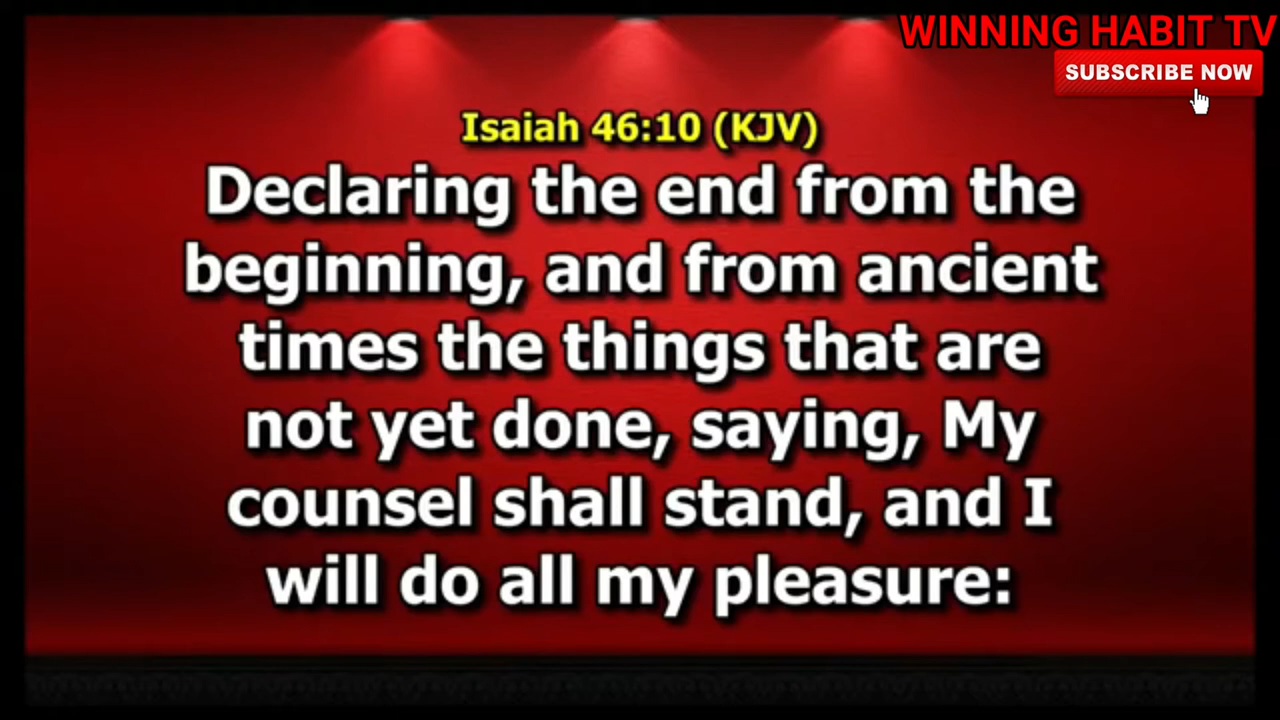 WINNING HABIT TV
SUBSCRIBE NOW
Isaiah 46:10 (KJV)
Declaring the end from the
beginning, and from ancient
times the things that are
not yet done, saying, My
counsel shall stand, and I
will do all my pleasure: